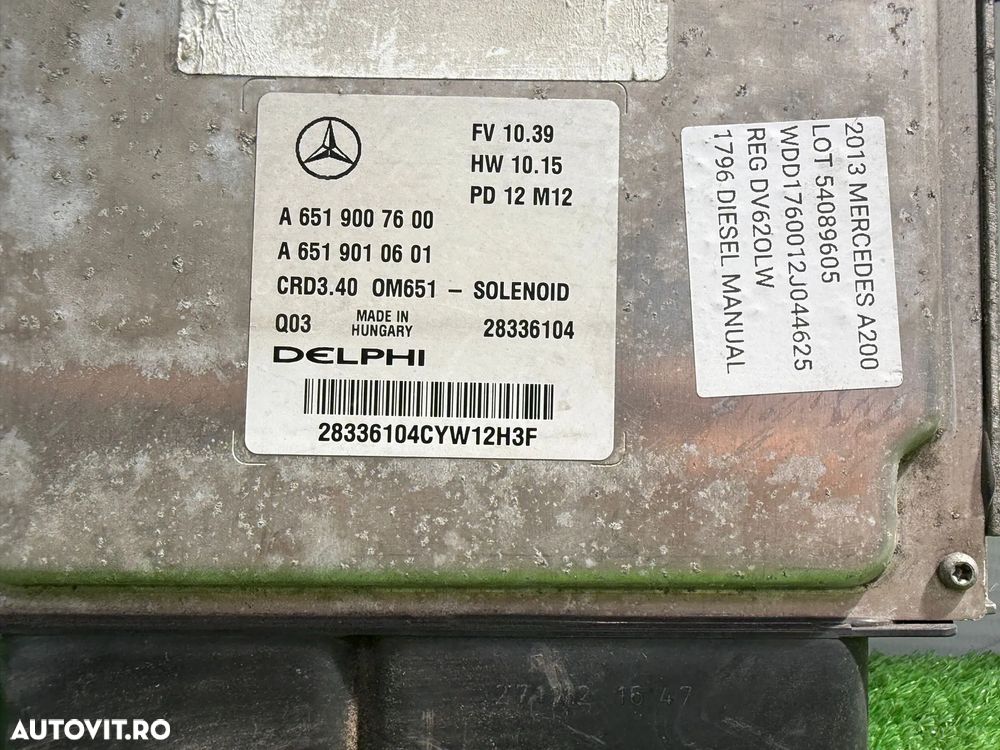 FV 10.39
HW 10.15
PD 12 M12
A 651 900 76 00
A 651 901 06 01
CRD3.40 OM651 – SOLENOID
Q03 MADE IN HUNGARY 28336104
DELPHI
28336104CYW12H3F
2013 MERCEDES A200
LOT 54089605
WDD1760012J044625
REG DV62OLW
1796 DIESEL MANUAL
AUTOVIT.RO